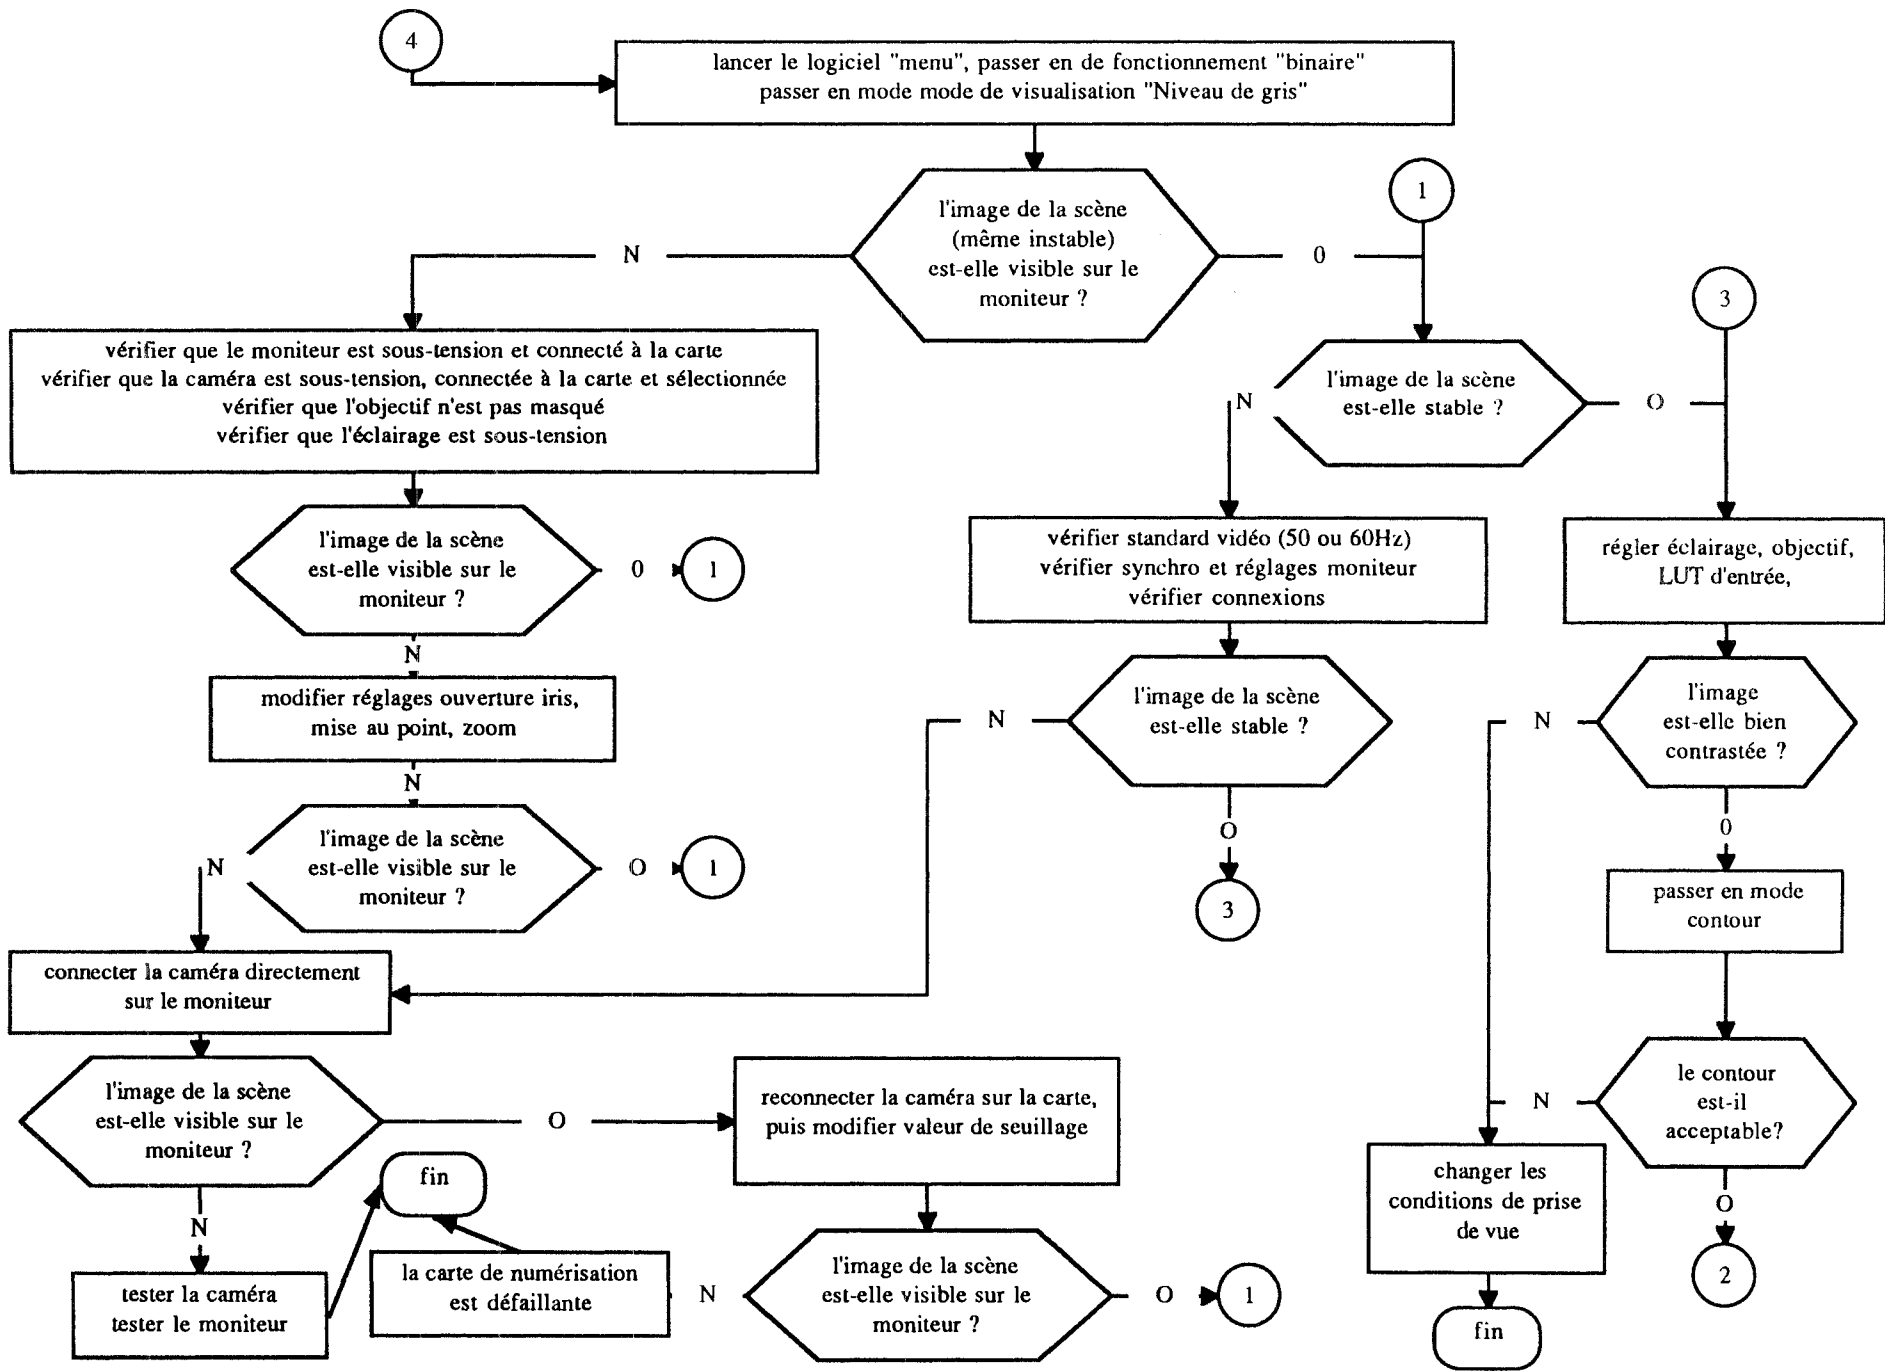 4
lancer le logiciel "menu", passer en de fonctionnement "binaire"
passer en mode mode de visualisation "Niveau de gris"
1
l'image de la scène
(même instable)
est-elle visible sur le
moniteur ?
N
0
3
vérifier que le moniteur est sous-tension et connecté à la carte
vérifier que la caméra est sous-tension, connectée à la carte et sélectionnée
vérifier que l'objectif n'est pas masqué
vérifier que l'éclairage est sous-tension
l'image de la scène
est-elle stable ?
N
O
l'image de la scène
est-elle visible sur le
moniteur ?
0
1
vérifier standard vidéo (50 ou 60Hz)
vérifier synchro et réglages moniteur
vérifier connexions
régler éclairage, objectif,
LUT d'entrée,
N
modifier réglages ouverture iris,
mise au point, zoom
N
l'image de la scène
est-elle stable ?
N
O
3
l'image
est-elle bien
contrastée ?
N
0
l'image de la scène
est-elle visible sur le
moniteur ?
N
O
1
passer en mode
contour
connecter la caméra directement
sur le moniteur
l'image de la scène
est-elle visible sur le
moniteur ?
O
N
reconnecter la caméra sur la carte,
puis modifier valeur de seuillage
le contour
est-il
acceptable?
N
O
2
changer les
conditions de prise
de vue
fin
fin
tester la caméra
tester le moniteur
la carte de numérisation
est défaillante
N
l'image de la scène
est-elle visible sur le
moniteur ?
O
1